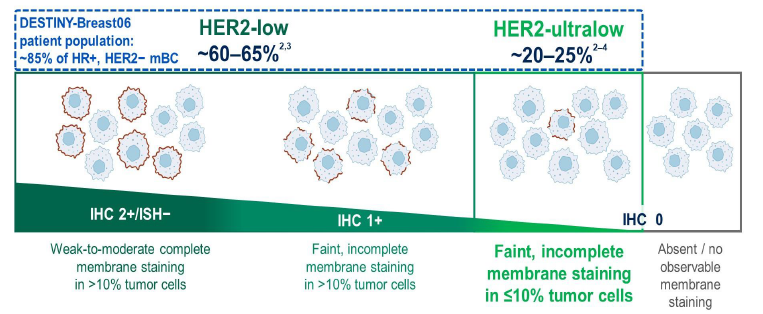 DESTINY-Breast06
patient population:
~85% of HR+, HER2− mBC
HER2-low
~60–65%2,3
HER2-ultralow
~20–25%2–4
IHC 2+/ISH−
IHC 1+
IHC 0
Weak-to-moderate complete
membrane staining
in >10% tumor cells
Faint, incomplete
membrane staining
in >10% tumor cells
Faint, incomplete
membrane staining
in ≤10% tumor cells
Absent / no
observable
membrane
staining